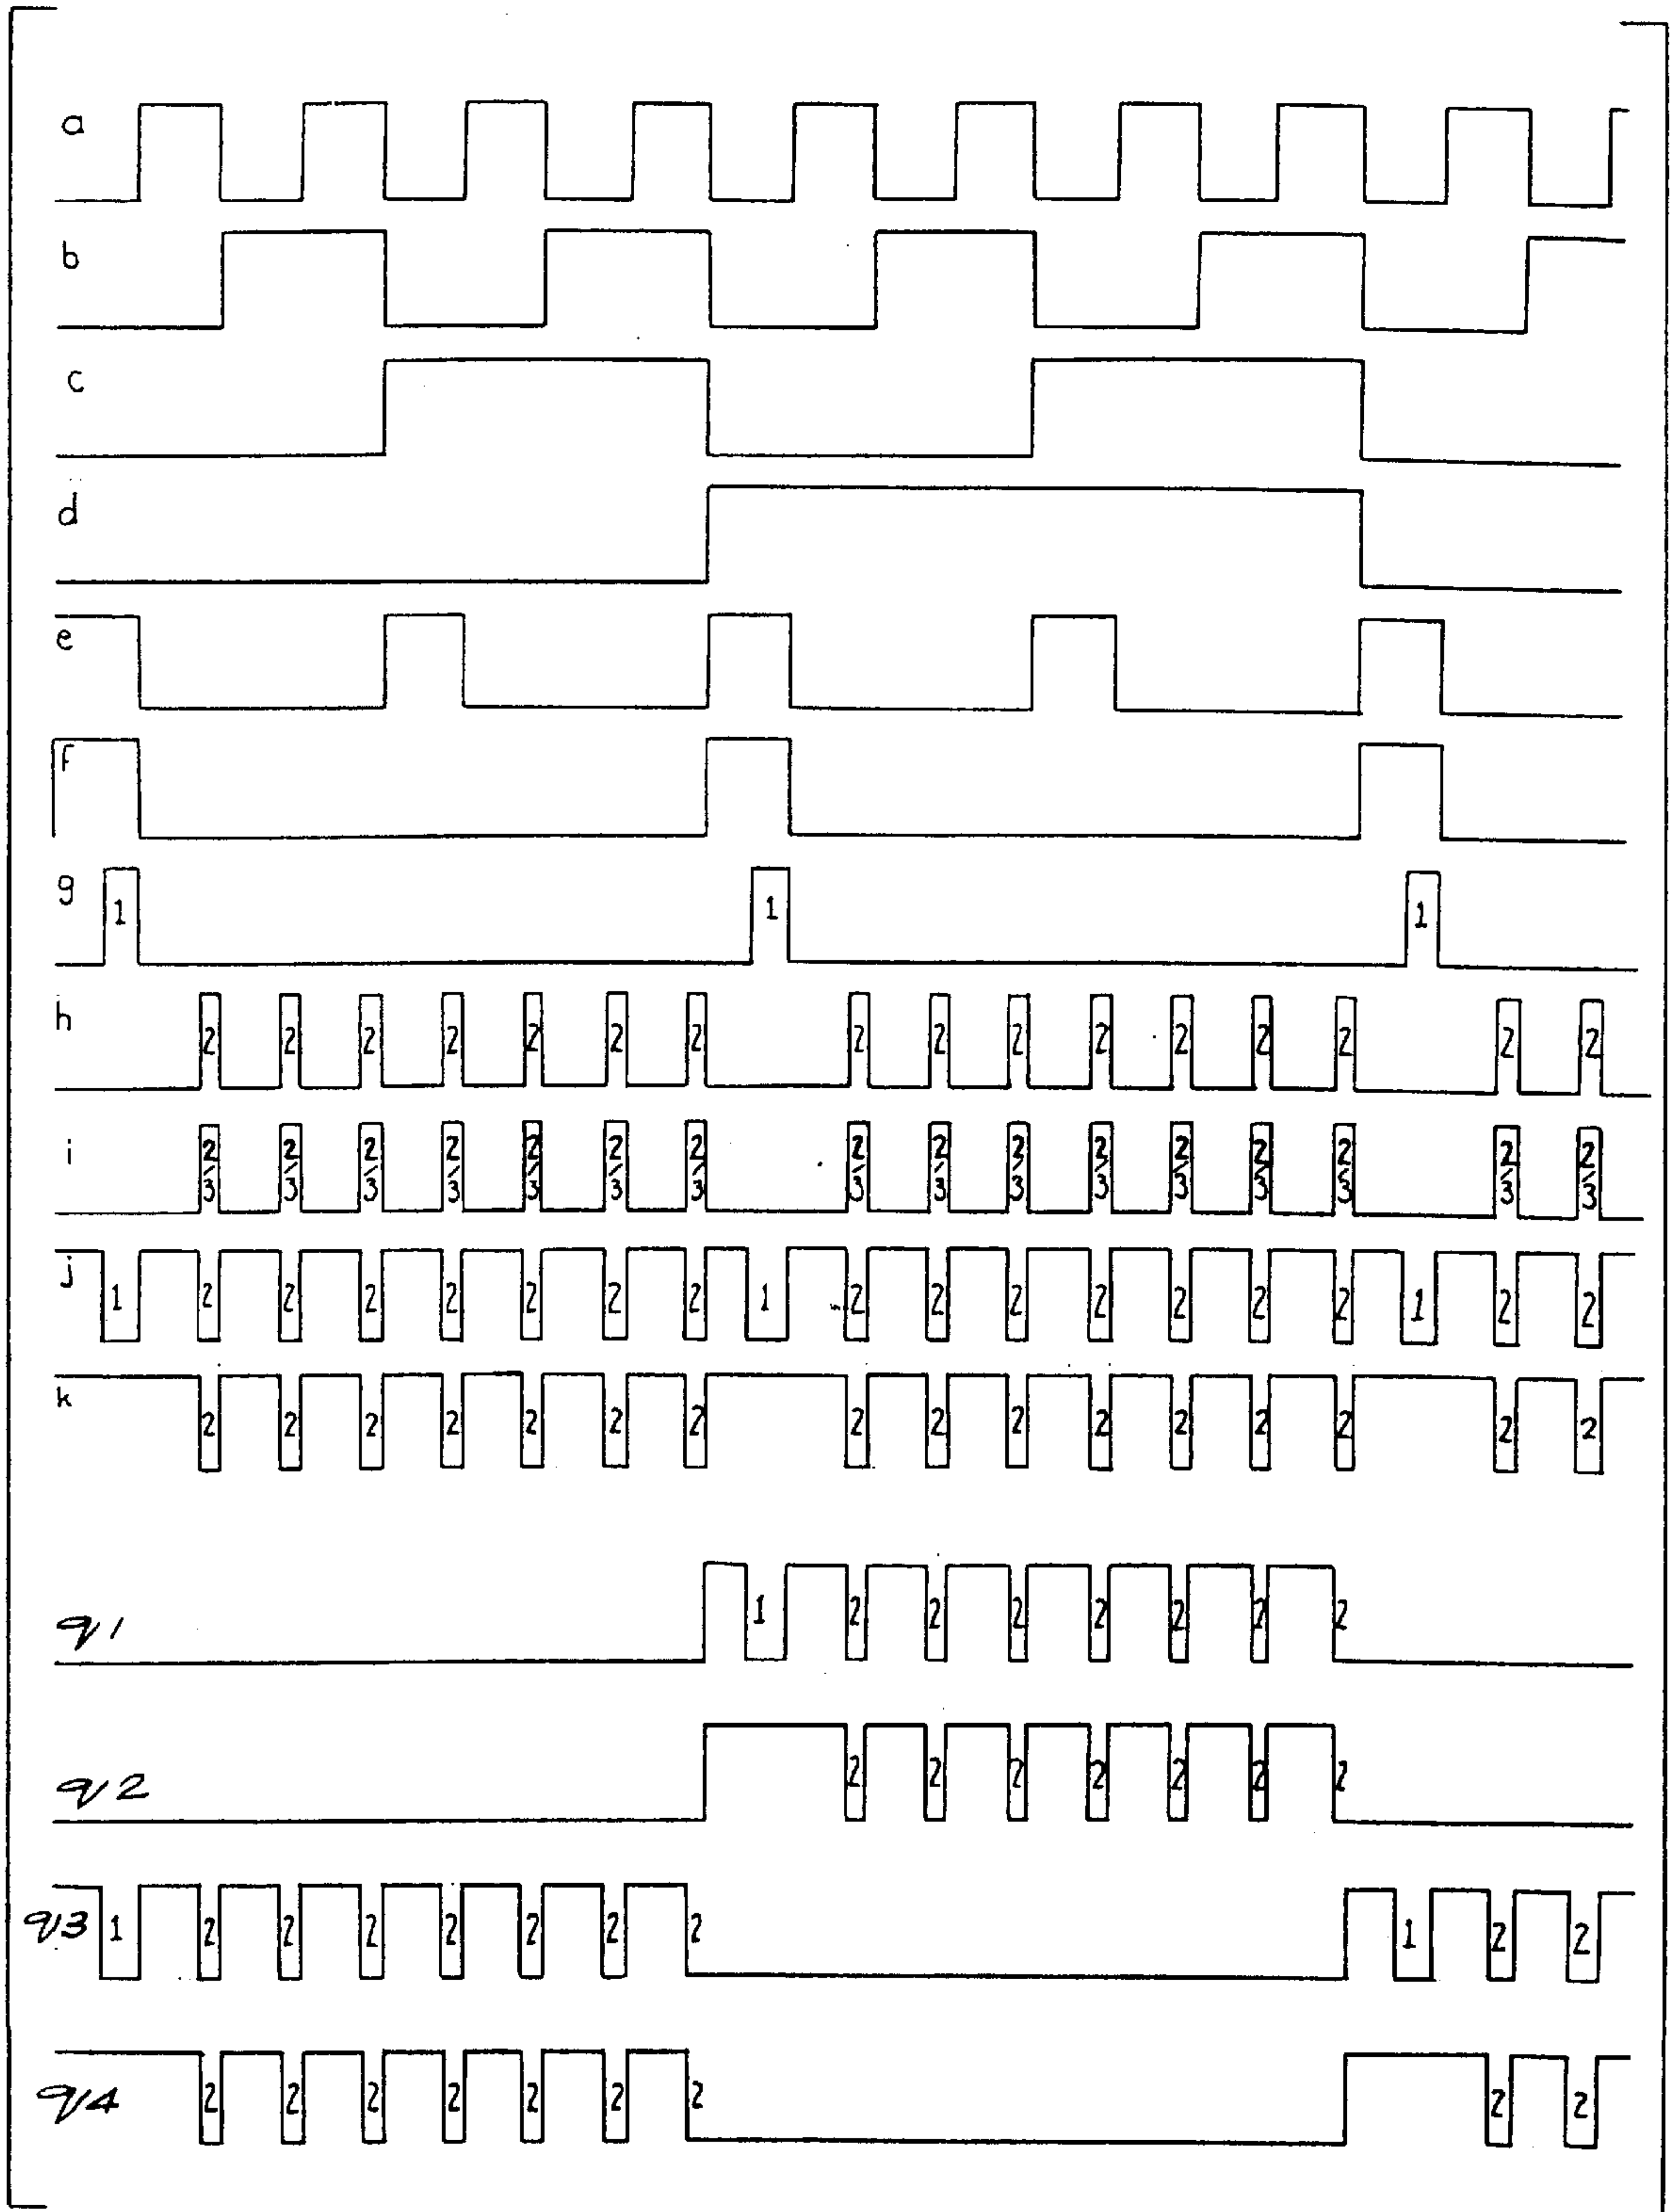 a
b
c
d
e
f
g 1 1 1
h 2 2 2 2 2 2 2 2 2 2 2 2 2 2 2 2
i 2/3 2/3 2/3 2/3 2/3 2/3 2/3 2/3 2/3 2/3 2/3 2/3 2/3 2/3 2/3 2/3
j 1 2 2 2 2 2 2 2 1 2 2 2 2 2 2 2 1 2 2
k 2 2 2 2 2 2 2 2 2 2 2 2 2 2 2 2
q1 1 2 2 2 2 2 2 2
q2 2 2 2 2 2 2 2
q3 1 2 2 2 2 2 2 2 1 2 2
q4 2 2 2 2 2 2 2 2 2